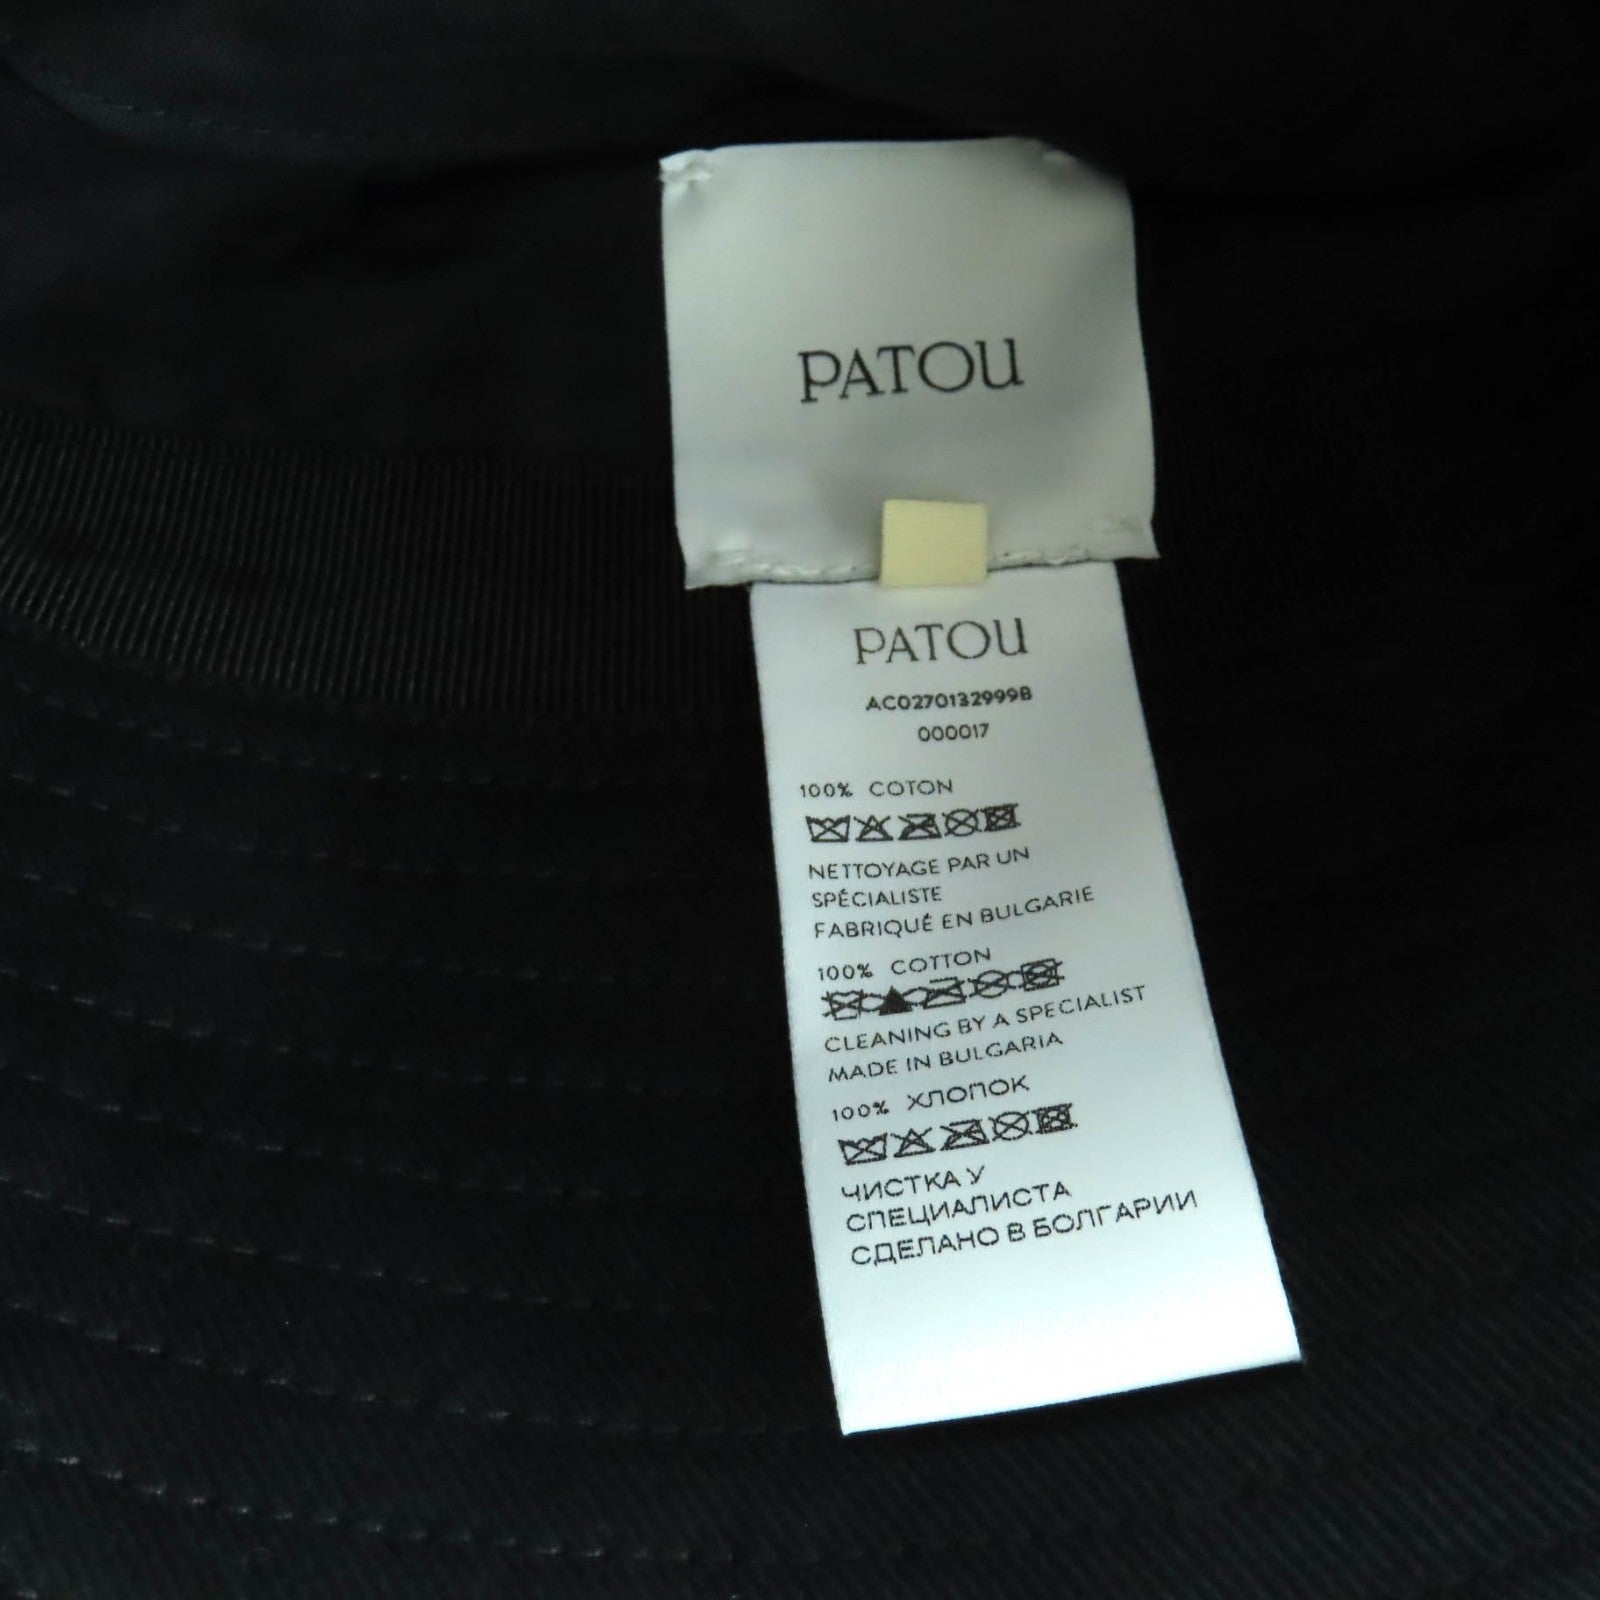 PATOU
PATOU
AC0270132999B
000017
100% COTON
NETTOYAGE PAR UN
SPÉCIALISTE
FABRIQUÉ EN BULGARIE
100% COTTON
CLEANING BY A SPECIALIST
MADE IN BULGARIA
100% ХЛОПОК
ЧИСТКА У
СПЕЦИАЛИСТА
СДЕЛАНО В БОЛГАРИИ